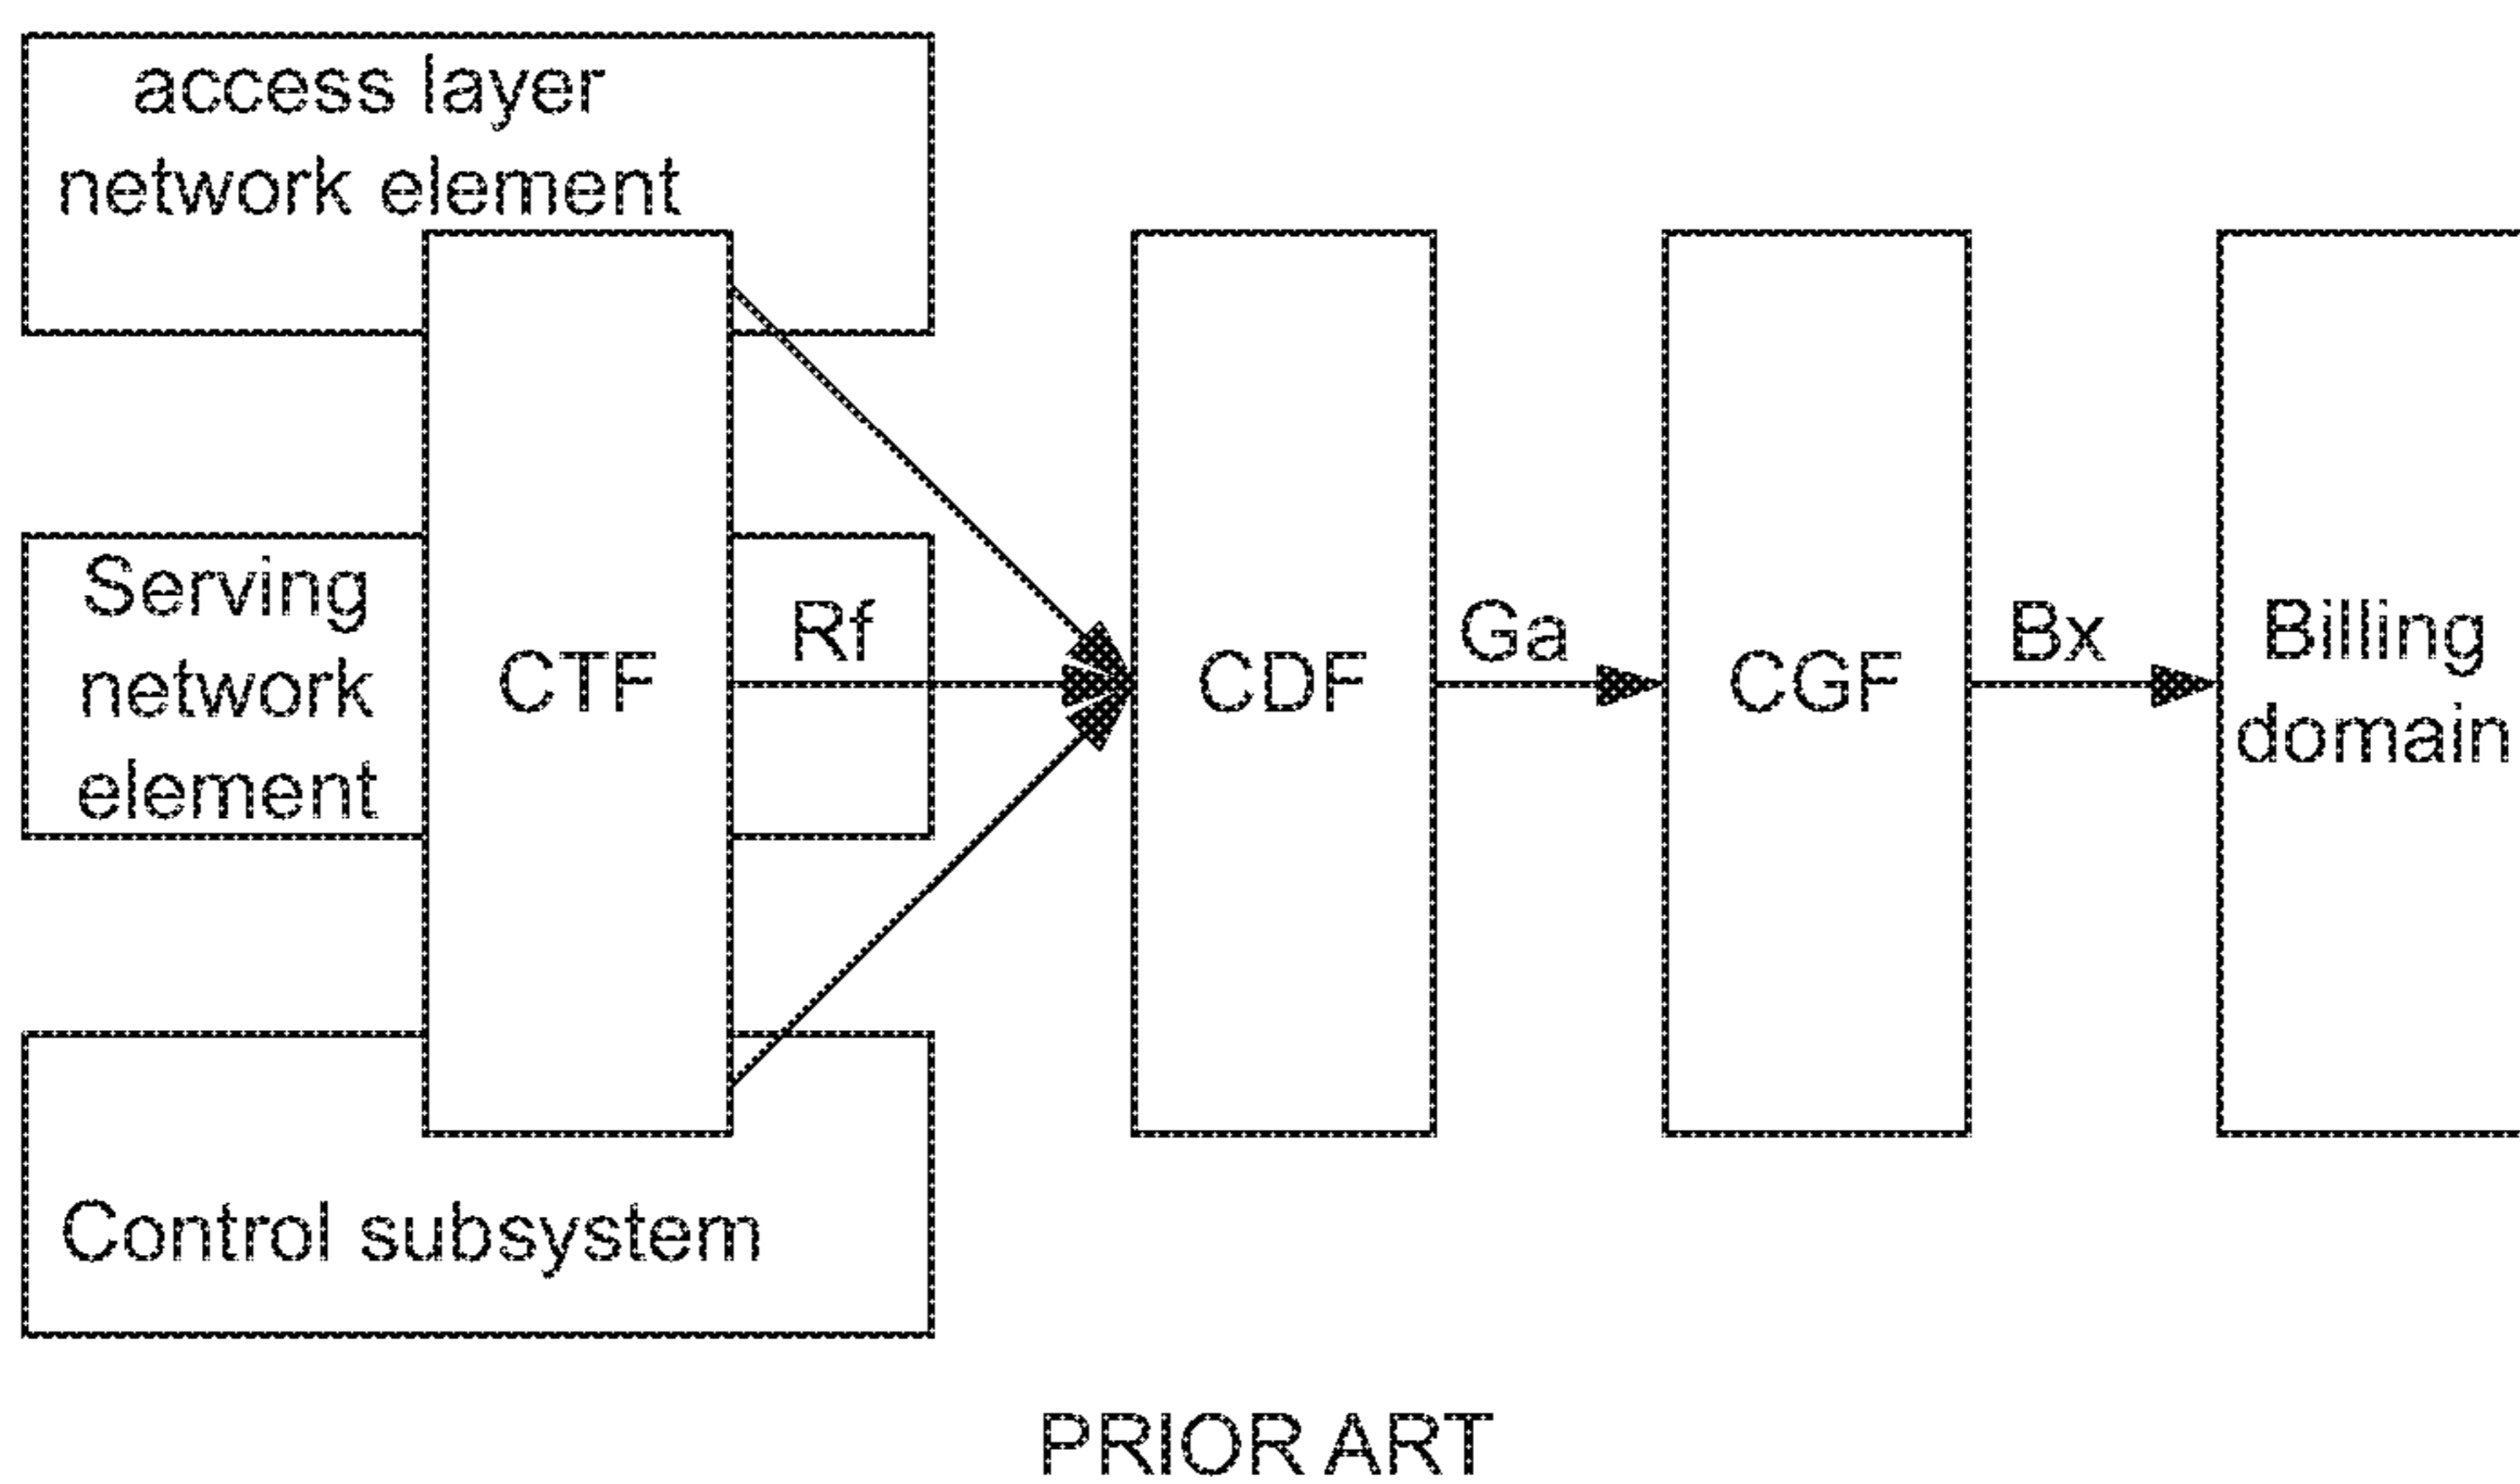 access layer
network element
Serving
network
element
CTF
Rf
CDF
Ga
CGF
Bx
Billing
domain
Control subsystem
PRIOR ART